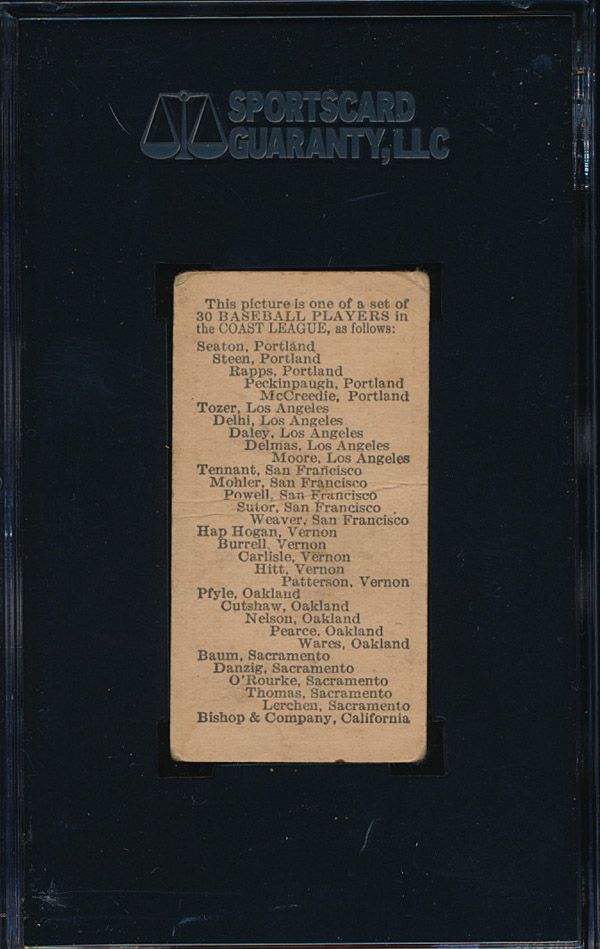 SPORTSCARD
GUARANTY, LLC
This picture is one of a set of
30 BASEBALL PLAYERS in
the COAST LEAGUE, as follows:
Seaton, Portland
Steen, Portland
Rapps, Portland
Peckinpaugh, Portland
McCreedie, Portland
Tozer, Los Angeles
Delhi, Los Angeles
Daley, Los Angeles
Delmas, Los Angeles
Moore, Los Angeles
Tennant, San Francisco
Mohler, San Francisco
Powell, San Francisco
Sutor, San Francisco
Weaver, San Francisco
Hap Hogan, Vernon
Burrell, Vernon
Carlisle, Vernon
Hitt, Vernon
Patterson, Vernon
Pfyle, Oakland
Cutshaw, Oakland
Nelson, Oakland
Pearce, Oakland
Wares, Oakland
Baum, Sacramento
Danzig, Sacramento
O'Rourke, Sacramento
Thomas, Sacramento
Lerchen, Sacramento
Bishop & Company, California